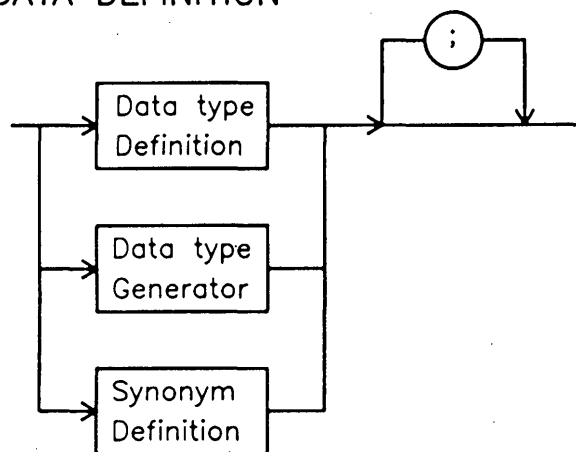 DATA DEFINITION
;
Data type
Definition
Data type
Generator
Synonym
Definition